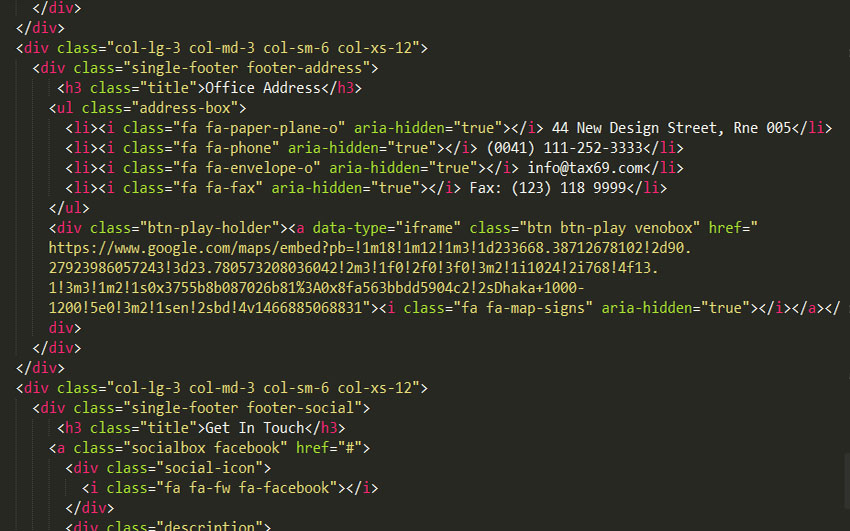 </div>
</div>
<div class="col-lg-3 col-md-3 col-sm-6 col-xs-12">
<div class="single-footer footer-address">
<h3 class="title">Office Address</h3>
<ul class="address-box">
<li><i class="fa fa-paper-plane-o" aria-hidden="true"></i> 44 New Design Street, Rne 005</li>
<li><i class="fa fa-phone" aria-hidden="true"></i> (0041) 111-252-3333</li>
<li><i class="fa fa-envelope-o" aria-hidden="true"></i> info@tax69.com</li>
<li><i class="fa fa-fax" aria-hidden="true"></i> Fax: (123) 118 9999</li>
</ul>
<div class="btn-play-holder"><a data-type="iframe" class="btn btn-play venobox" href="
https://www.google.com/maps/embed?pb=!1m18!1m12!1m3!1d233668.38712678102!2d90.
27923986057243!3d23.780573208036042!2m3!1f0!2f0!3f0!3m2!1i1024!2i768!4f13.
1!3m3!1m2!1s0x3755b8b087026b81%3A0x8fa563bbdd5904c2!2sDhaka+1000-
1200!5e0!3m2!1sen!2sbd!4v1466885068831"><i class="fa fa-map-signs" aria-hidden="true"></i></a></
div>
</div>
</div>
<div class="col-lg-3 col-md-3 col-sm-6 col-xs-12">
<div class="single-footer footer-social">
<h3 class="title">Get In Touch</h3>
<a class="socialbox facebook" href="#">
<div class="social-icon">
<i class="fa fa-fw fa-facebook"></i>
</div>
<div class="description">